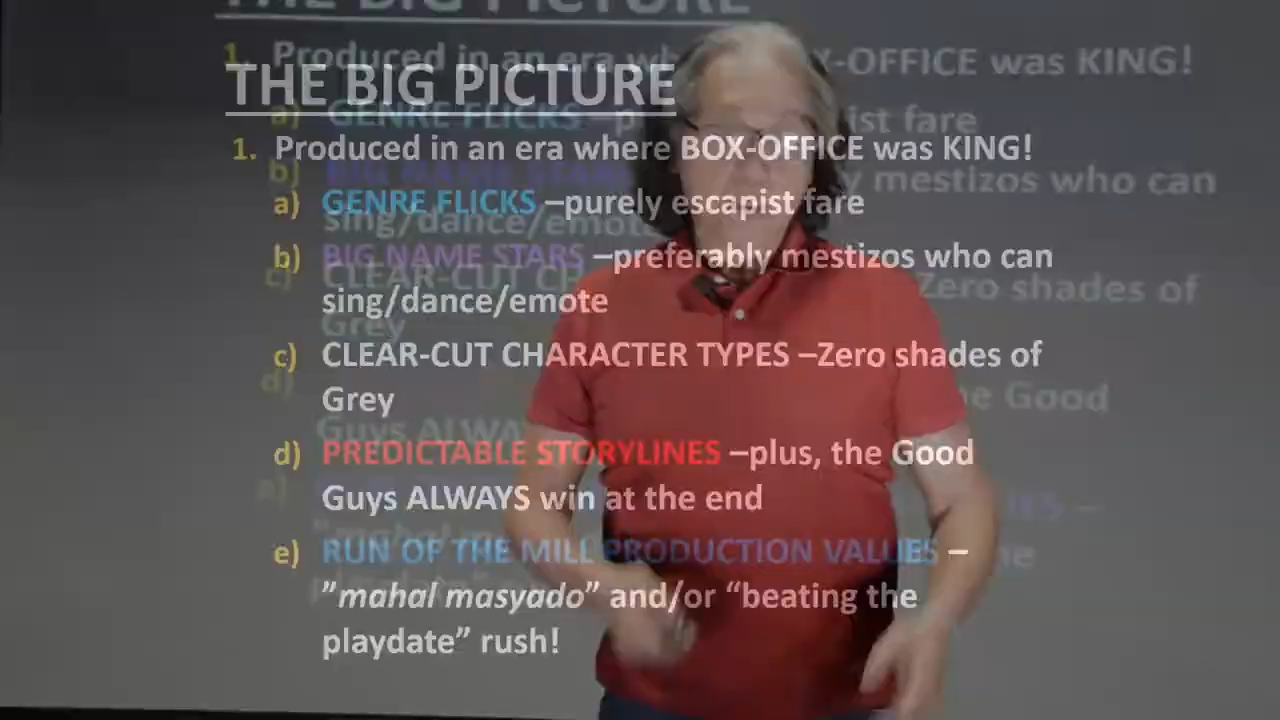 THE BIG PICTURE
1. Produced in an era where BOX-OFFICE was KING!
a) GENRE FLICKS –purely escapist fare
b) BIG NAME STARS –preferably mestizos who can
sing/dance/emote
c) CLEAR-CUT CHARACTER TYPES –Zero shades of
Grey
d) PREDICTABLE STORYLINES –plus, the Good
Guys ALWAYS win at the end
e) RUN OF THE MILL PRODUCTION VALUES –
”mahal masyado” and/or “beating the
playdate” rush!